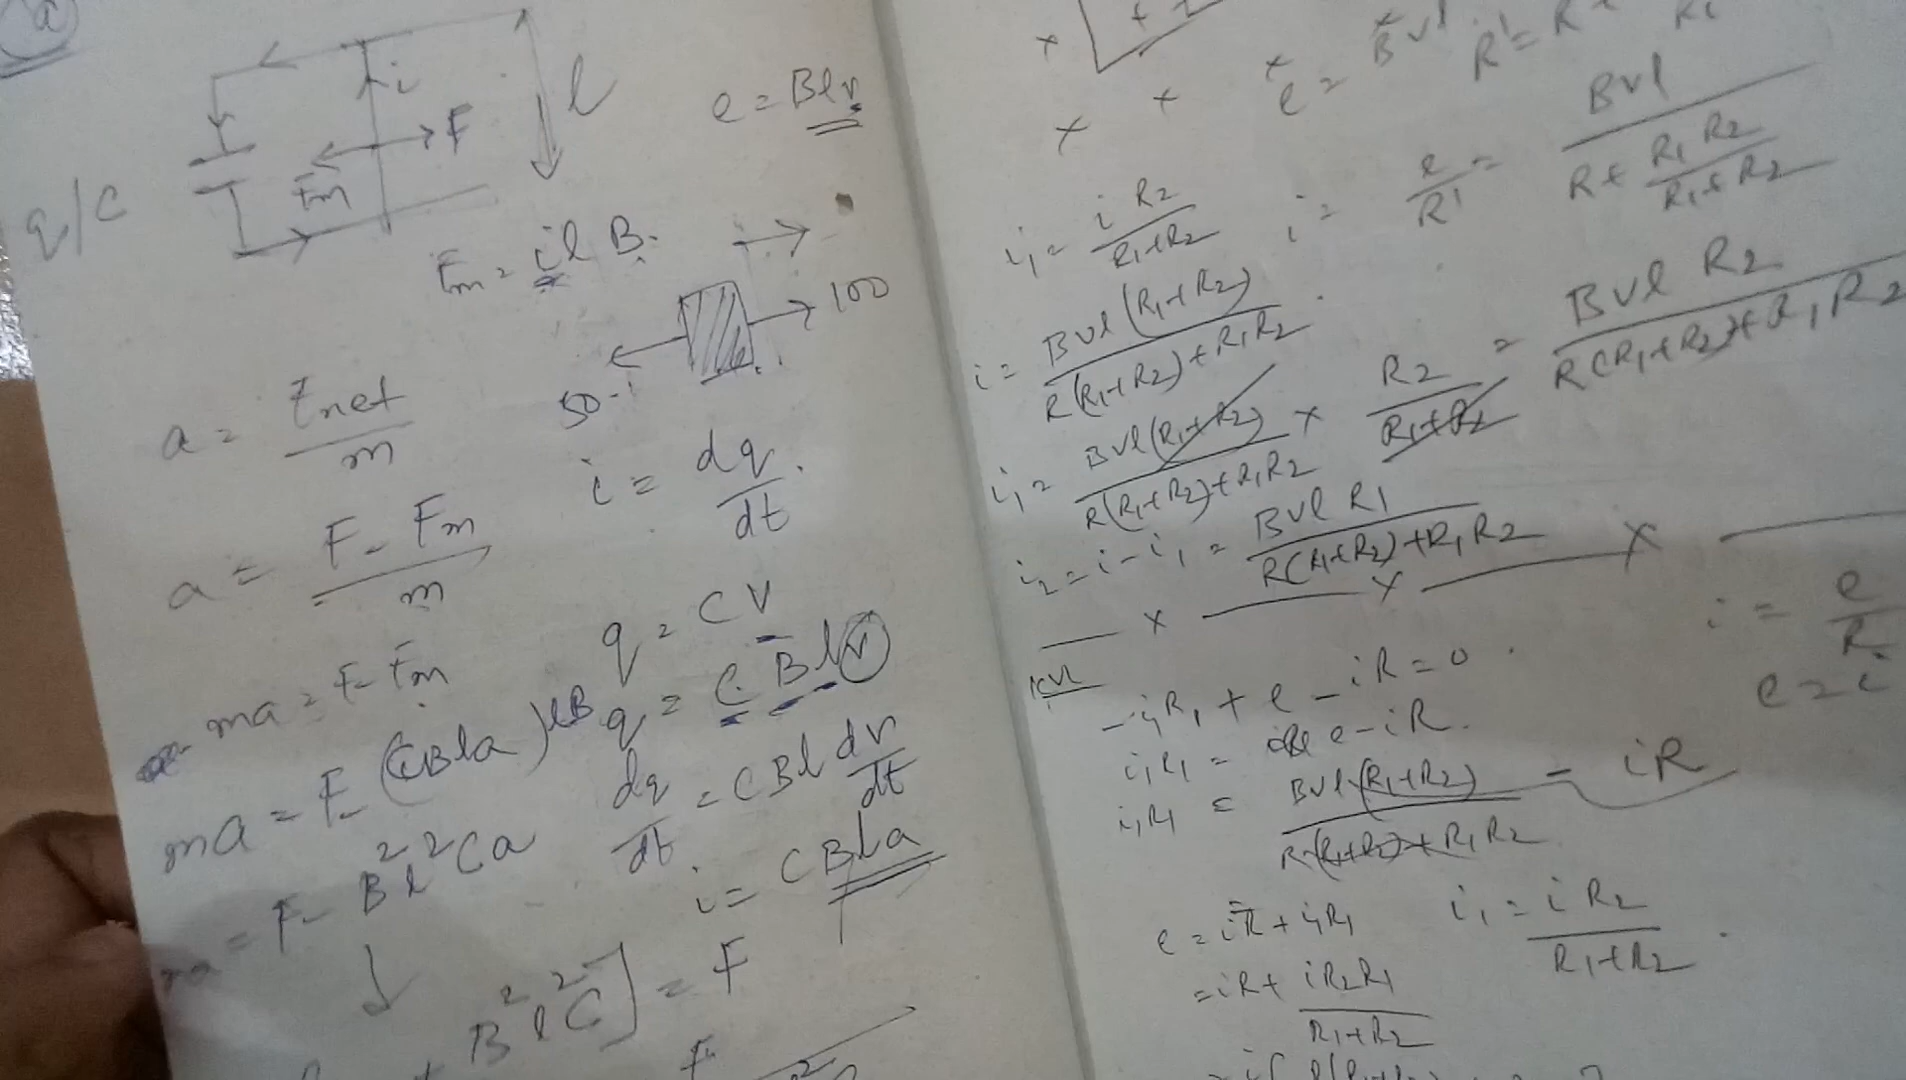 a
i
l
e = Blv
F
Fm
q/C
Fm = ilB.
100
50
a = Fnet / m
i = dq / dt
a = F - Fm / m
q = CV
ma = F - Fm
q = C.Blv
ma = F - (CBla)lB
dq / dt = CBl dv / dt
ma = F - B²l²Ca
i = CBla
+ B²l²C] = F
F
x
x +
e = Bvl
i1 = iR2 / R1+R2
i = e / R1 = Bvl / R + R1R2 / R1+R2
i = Bvl(R1+R2) / R(R1+R2)+R1R2
i1 = Bvl(R1+R2) / R(R1+R2)+R1R2 x R2 / R1+R2 = BvlR2 / R(R1+R2)+R1R2
i2 = i - i1 = BvlR1 / R(R1+R2)+R1R2
x x x
i = e / R
KVL
-i1R1 + e - iR = 0.
e = i
i1R1 = e - iR.
i1R1 = Bvl(R1+R2) / R(R1+R2)+R1R2 - iR
e = iR + i1R1
i1 = iR2 / R1+R2.
= iR + iR2R1 / R1+R2